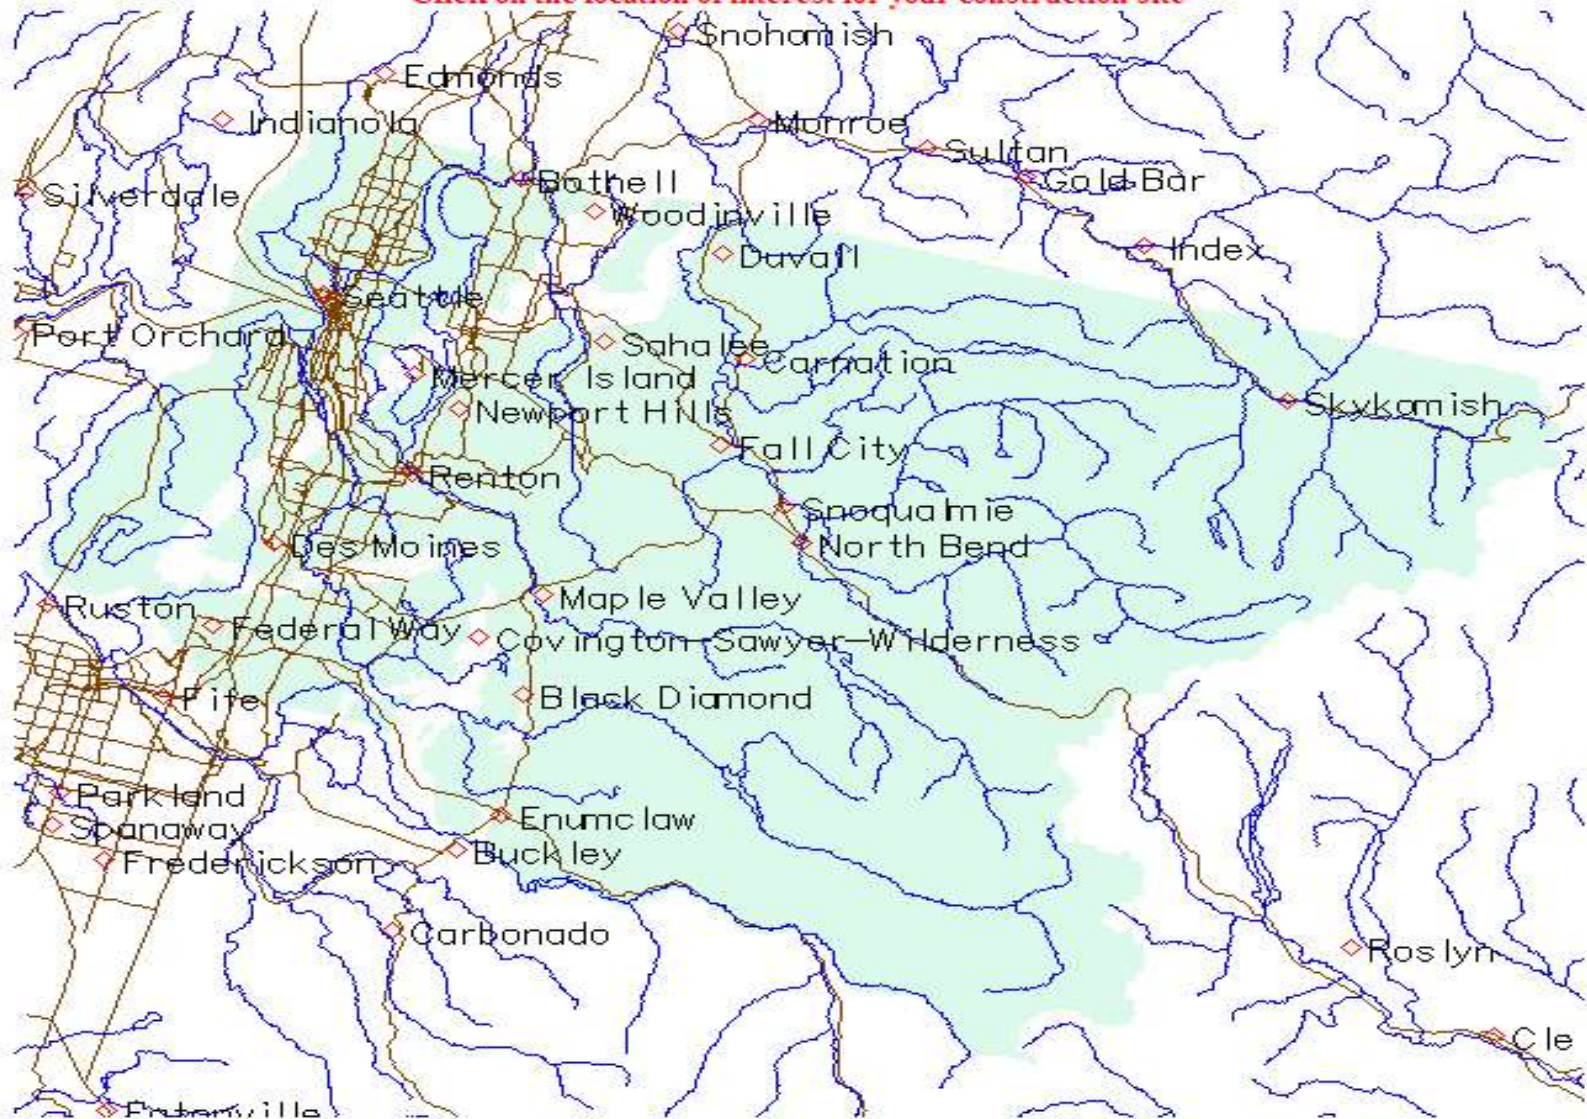 Click on the location of interest for your construction site
Snohomish
Edmonds
Indianola
Monroe
Sultan
Bothell
Gold Bar
Silverdale
Woodinville
Index
Duvall
Seattle
Port Orchard
Sahalee
Carnation
Mercer Island
Newport Hills
Skykomish
Fall City
Renton
Snoqualmie
Des Moines
North Bend
Maple Valley
Ruston
Federal Way
Covington-Sawyer-Wilderness
Fife
Black Diamond
Parkland
Enumclaw
Spanaway
Buckley
Frederickson
Carbonado
Roslyn
Cle
Eatonville